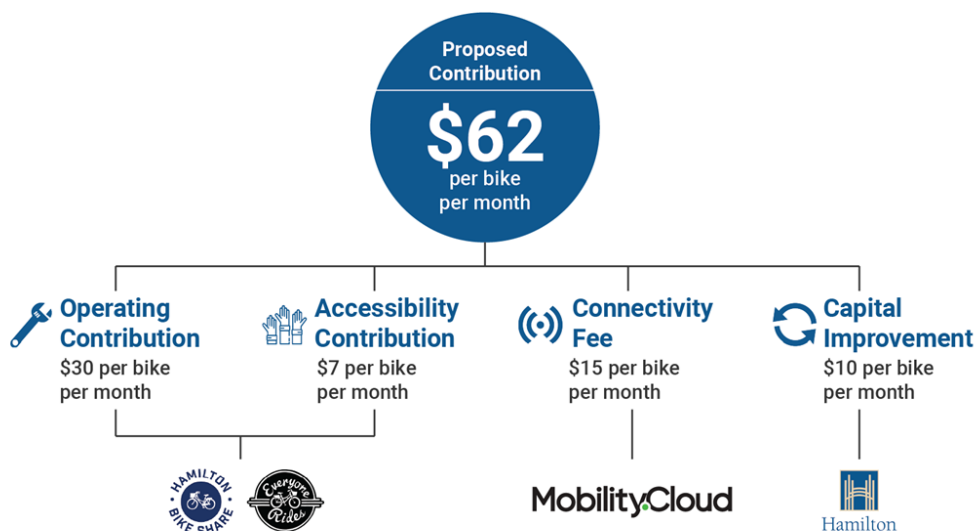 Proposed
Contribution
$62
per bike
per month
Operating
Contribution
$30 per bike
per month
Accessibility
Contribution
$7 per bike
per month
Connectivity
Fee
$15 per bike
per month
Capital
Improvement
$10 per bike
per month
HAMILTON
BIKE SHARE
Everyone
Rides
Mobility.Cloud
Hamilton